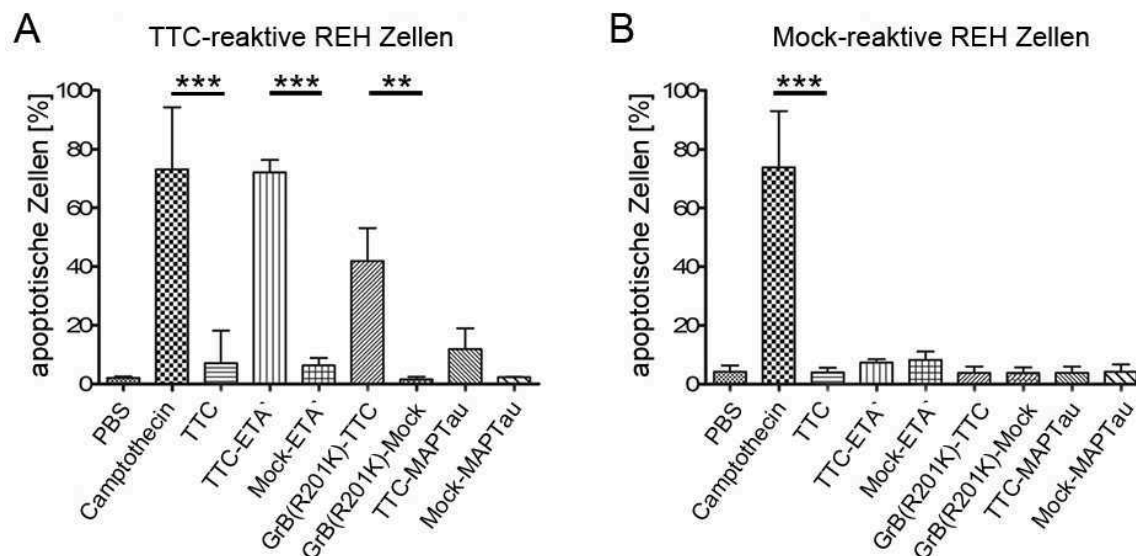 A
TTC-reaktive REH Zellen
apoptotische Zellen [%]
100
80
60
40
20
0
***
***
**
PBS
Camptothecin
TTC
TTC-ETA`
Mock-ETA`
GrB(R201K)-TTC
GrB(R201K)-Mock
TTC-MAPTau
Mock-MAPTau
B
Mock-reaktive REH Zellen
apoptotische Zellen [%]
100
80
60
40
20
0
***
PBS
Camptothecin
TTC
TTC-ETA`
Mock-ETA`
GrB(R201K)-TTC
GrB(R201K)-Mock
TTC-MAPTau
Mock-MAPTau